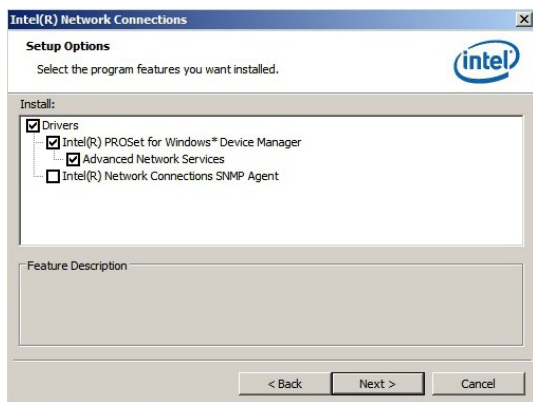 Intel(R) Network Connections
Setup Options
Select the program features you want installed.
intel
Install:
Drivers
Intel(R) PROSet for Windows* Device Manager
Advanced Network Services
Intel(R) Network Connections SNMP Agent
Feature Description
< Back
Next >
Cancel